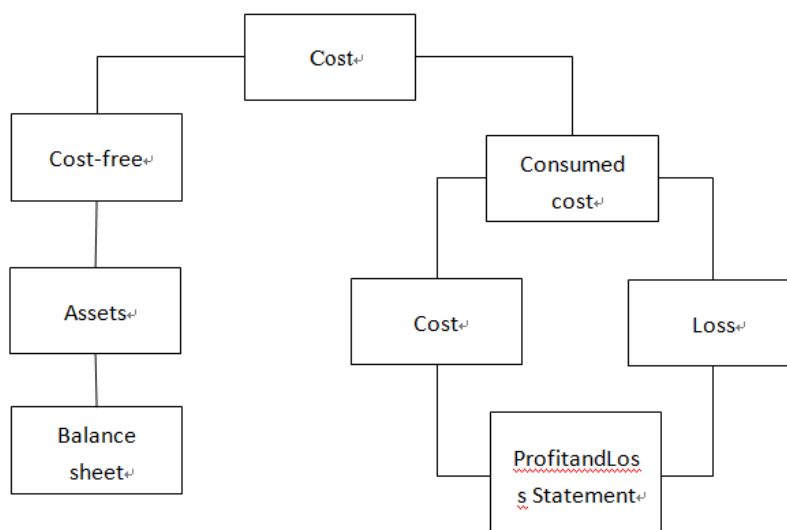 Cost
Cost-free
Consumed
cost
Assets
Cost
Loss
Balance
sheet
ProfitandLos
s Statement